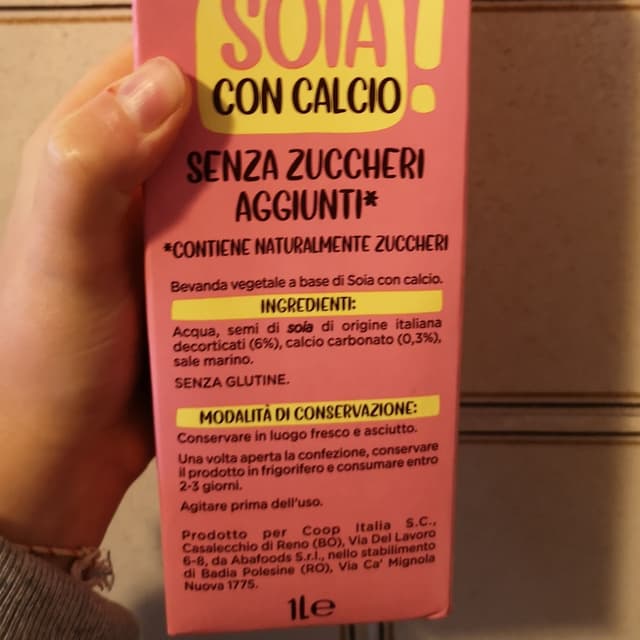 SOIA!
CON CALCIO
SENZA ZUCCHERI
AGGIUNTI*
*CONTIENE NATURALMENTE ZUCCHERI
Bevanda vegetale a base di Soia con calcio.
INGREDIENTI:
Acqua, semi di soia di origine italiana
decorticati (6%), calcio carbonato (0,3%),
sale marino.
SENZA GLUTINE.
MODALITÀ DI CONSERVAZIONE:
Conservare in luogo fresco e asciutto.
Una volta aperta la confezione, conservare
il prodotto in frigorifero e consumare entro
2-3 giorni.
Agitare prima dell'uso.
Prodotto per Coop Italia S.C.,
Casalecchio di Reno (BO), Via Del Lavoro
6-8, da Abafoods S.r.l., nello stabilimento
di Badia Polesine (RO), Via Ca' Mignola
Nuova 1775.
1L℮